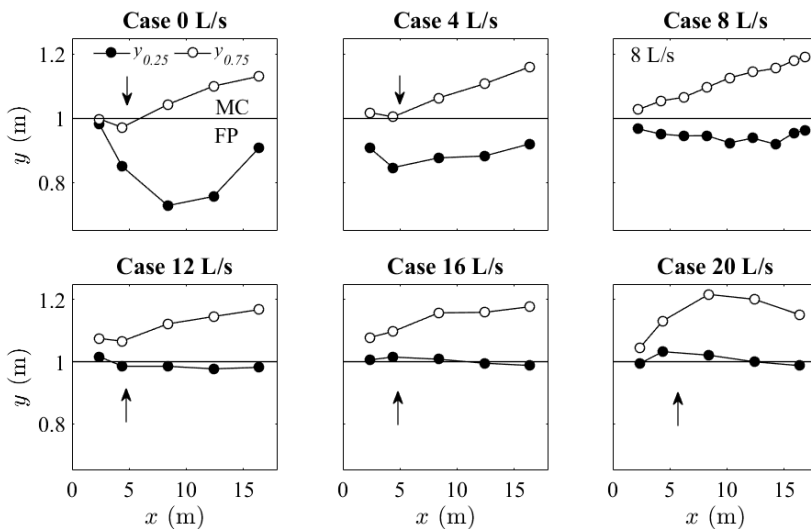 Case 0 L/s
Case 4 L/s
Case 8 L/s
1.2
y0.25
y0.75
8 L/s
1
MC
FP
0.8
y (m)
Case 12 L/s
Case 16 L/s
Case 20 L/s
1.2
1
0.8
y (m)
0 5 10 15
0 5 10 15
0 5 10 15
x (m)
x (m)
x (m)